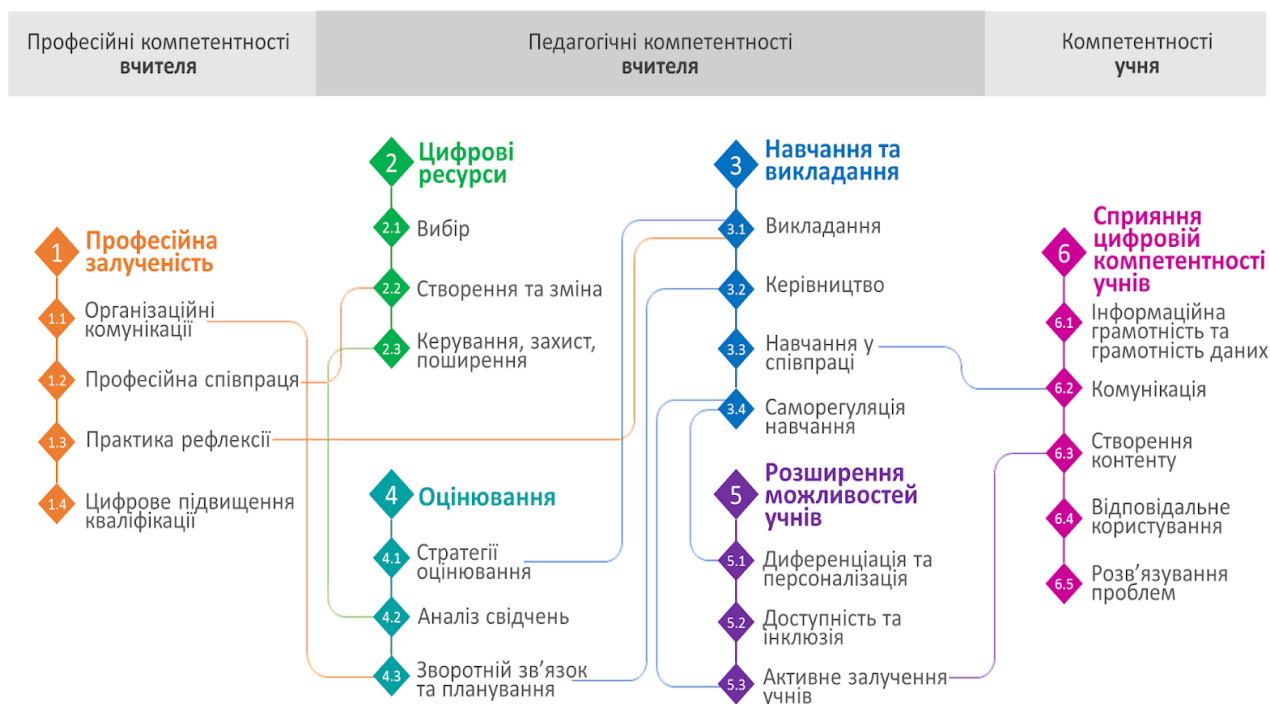 Професійні компетентності
вчителя
Педагогічні компетентності
вчителя
Компетентності
учня
1
Професійна
залученість
1.1
Організаційні
комунікації
1.2
Професійна співпраця
1.3
Практика рефлексії
1.4
Цифрове підвищення
кваліфікації
2
Цифрові
ресурси
2.1
Вибір
2.2
Створення та зміна
2.3
Керування, захист,
поширення
4
Оцінювання
4.1
Стратегії
оцінювання
4.2
Аналіз свідчень
4.3
Зворотній зв’язок
та планування
3
Навчання та
викладання
3.1
Викладання
3.2
Керівництво
3.3
Навчання у
співпраці
3.4
Саморегуляція
навчання
5
Розширення
можливостей
учнів
5.1
Диференціація та
персоналізація
5.2
Доступність та
інклюзія
5.3
Активне залучення
учнів
6
Сприяння
цифровій
компетентності
учнів
6.1
Інформаційна
грамотність та
грамотність даних
6.2
Комунікація
6.3
Створення
контенту
6.4
Відповідальне
користування
6.5
Розв’язування
проблем